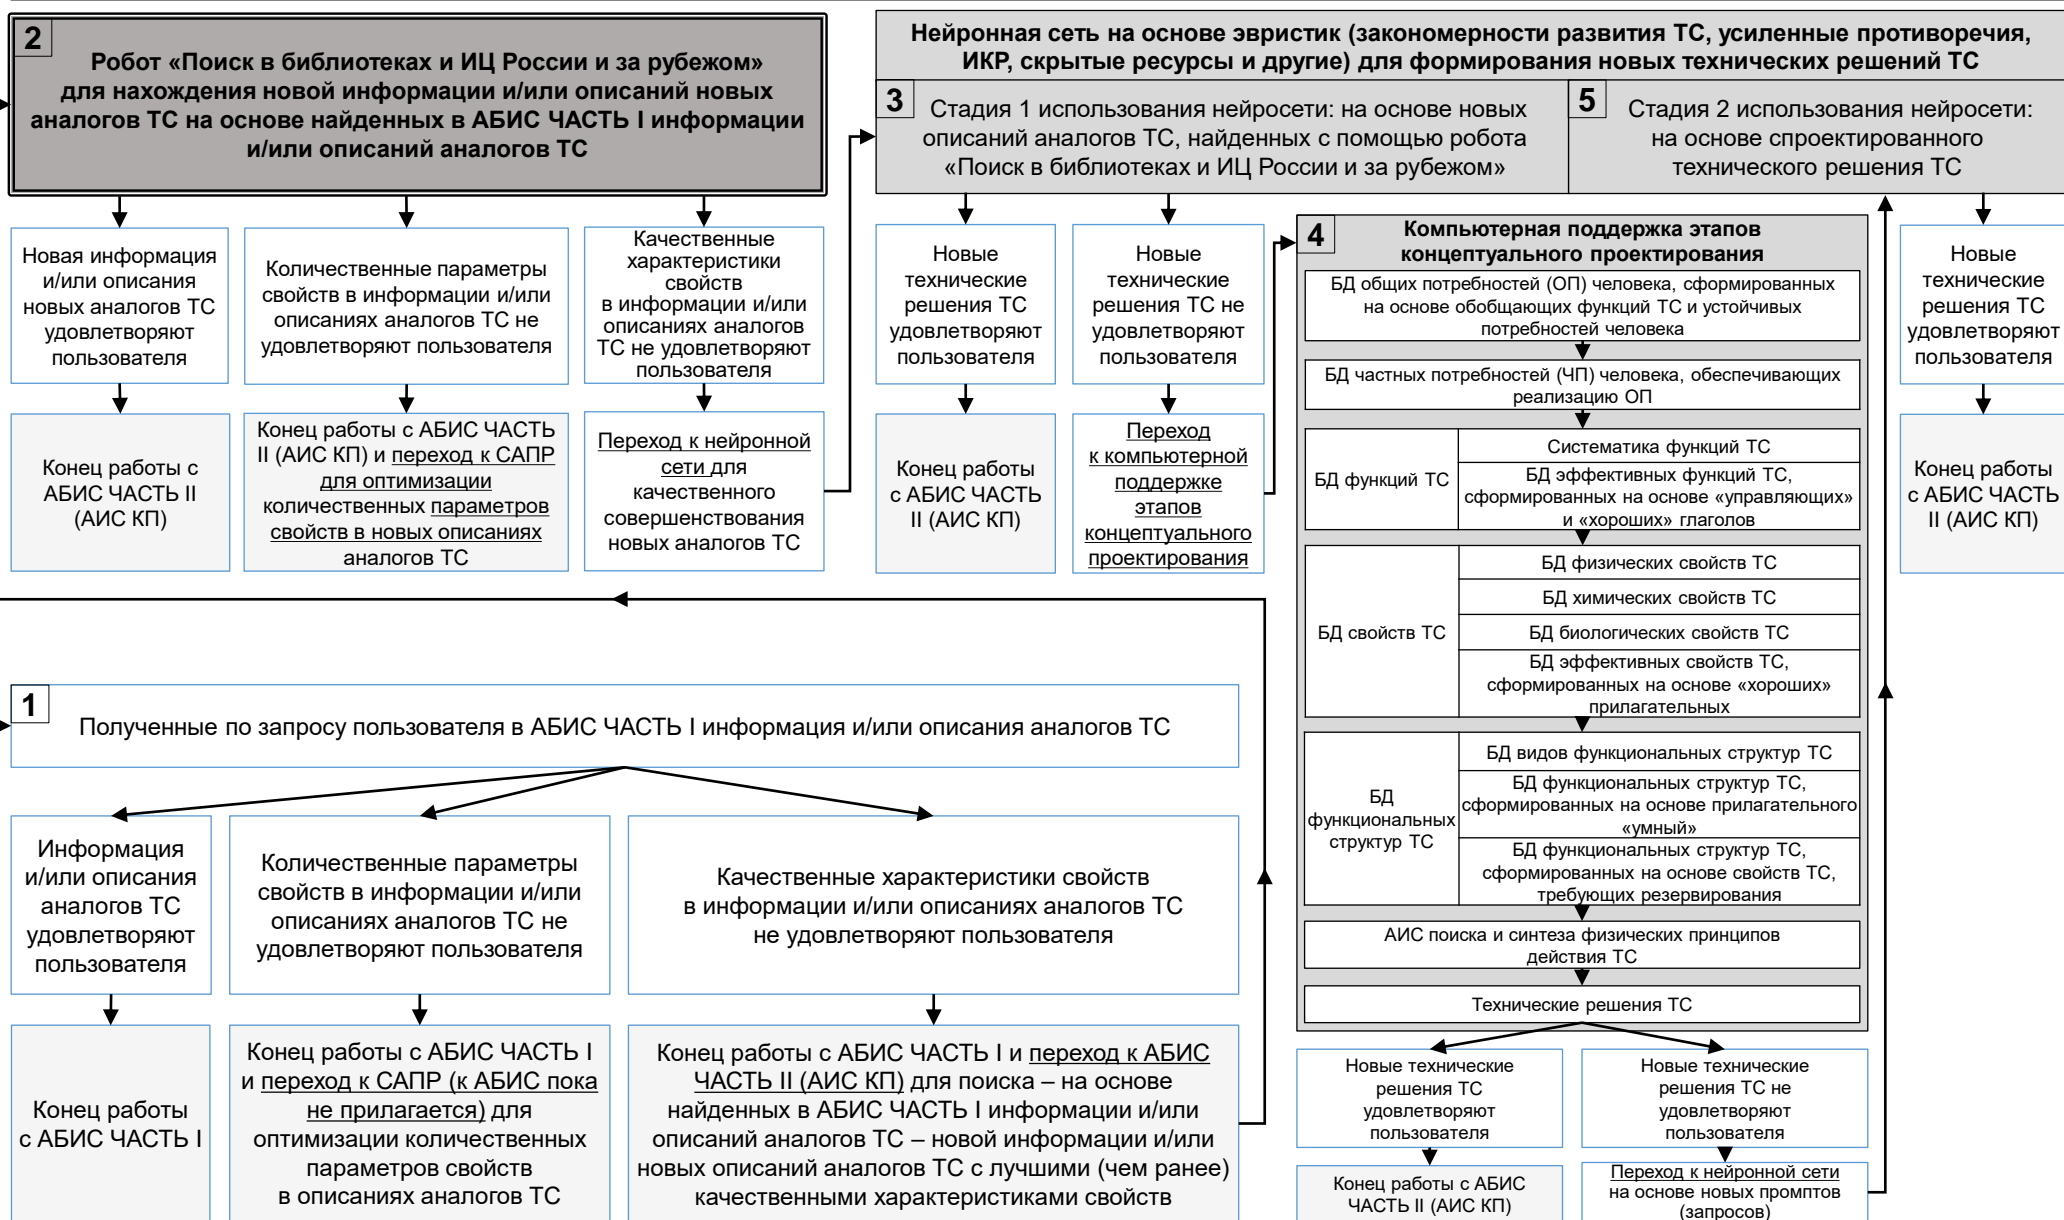 2
Робот «Поиск в библиотеках и ИЦ России и за рубежом»
для нахождения новой информации и/или описаний новых
аналогов ТС на основе найденных в АБИС ЧАСТЬ I информации
и/или описаний аналогов ТС
Новая информация
и/или описания
новых аналогов ТС
удовлетворяют
пользователя
Количественные параметры
свойств в информации и/или
описаниях аналогов ТС не
удовлетворяют пользователя
Качественные
характеристики
свойств
в информации и/или
описаниях аналогов
ТС не удовлетворяют
пользователя
Конец работы с
АБИС ЧАСТЬ II
(АИС КП)
Конец работы с АБИС ЧАСТЬ
II (АИС КП) и переход к САПР
для оптимизации
количественных параметров
свойств в новых описаниях
аналогов ТС
Переход к нейронной
сети для
качественного
совершенствования
новых аналогов ТС
Нейронная сеть на основе эвристик (закономерности развития ТС, усиленные противоречия,
ИКР, скрытые ресурсы и другие) для формирования новых технических решений ТС
3
Стадия 1 использования нейросети: на основе новых
описаний аналогов ТС, найденных с помощью робота
«Поиск в библиотеках и ИЦ России и за рубежом»
5
Стадия 2 использования нейросети:
на основе спроектированного
технического решения ТС
Новые
технические
решения ТС
удовлетворяют
пользователя
Новые
технические
решения ТС не
удовлетворяют
пользователя
Конец работы
с АБИС ЧАСТЬ
II (АИС КП)
Переход
к компьютерной
поддержке
этапов
концептуального
проектирования
4
Компьютерная поддержка этапов
концептуального проектирования
БД общих потребностей (ОП) человека, сформированных
на основе обобщающих функций ТС и устойчивых
потребностей человека
БД частных потребностей (ЧП) человека, обеспечивающих
реализацию ОП
БД функций ТС
Систематика функций ТС
БД эффективных функций ТС,
сформированных на основе «управляющих»
и «хороших» глаголов
БД свойств ТС
БД физических свойств ТС
БД химических свойств ТС
БД биологических свойств ТС
БД эффективных свойств ТС,
сформированных на основе «хороших»
прилагательных
БД
функциональных
структур ТС
БД видов функциональных структур ТС
БД функциональных структур ТС,
сформированных на основе прилагательного
«умный»
БД функциональных структур ТС,
сформированных на основе свойств ТС,
требующих резервирования
АИС поиска и синтеза физических принципов
действия ТС
Технические решения ТС
Новые технические
решения ТС
удовлетворяют
пользователя
Новые технические
решения ТС не
удовлетворяют
пользователя
Конец работы с АБИС
ЧАСТЬ II (АИС КП)
Переход к нейронной сети
на основе новых промптов
(запросов)
Новые
технические
решения ТС
удовлетворяют
пользователя
Конец работы
с АБИС ЧАСТЬ
II (АИС КП)
1
Полученные по запросу пользователя в АБИС ЧАСТЬ I информация и/или описания аналогов ТС
Информация
и/или описания
аналогов ТС
удовлетворяют
пользователя
Количественные параметры
свойств в информации и/или
описаниях аналогов ТС не
удовлетворяют пользователя
Качественные характеристики свойств
в информации и/или описаниях аналогов ТС
не удовлетворяют пользователя
Конец работы
с АБИС ЧАСТЬ I
Конец работы с АБИС ЧАСТЬ I
и переход к САПР (к АБИС пока
не прилагается) для
оптимизации количественных
параметров свойств
в описаниях аналогов ТС
Конец работы с АБИС ЧАСТЬ I и переход к АБИС
ЧАСТЬ II (АИС КП) для поиска – на основе
найденных в АБИС ЧАСТЬ I информации и/или
описаний аналогов ТС – новой информации и/или
новых описаний аналогов ТС с лучшими (чем ранее)
качественными характеристиками свойств